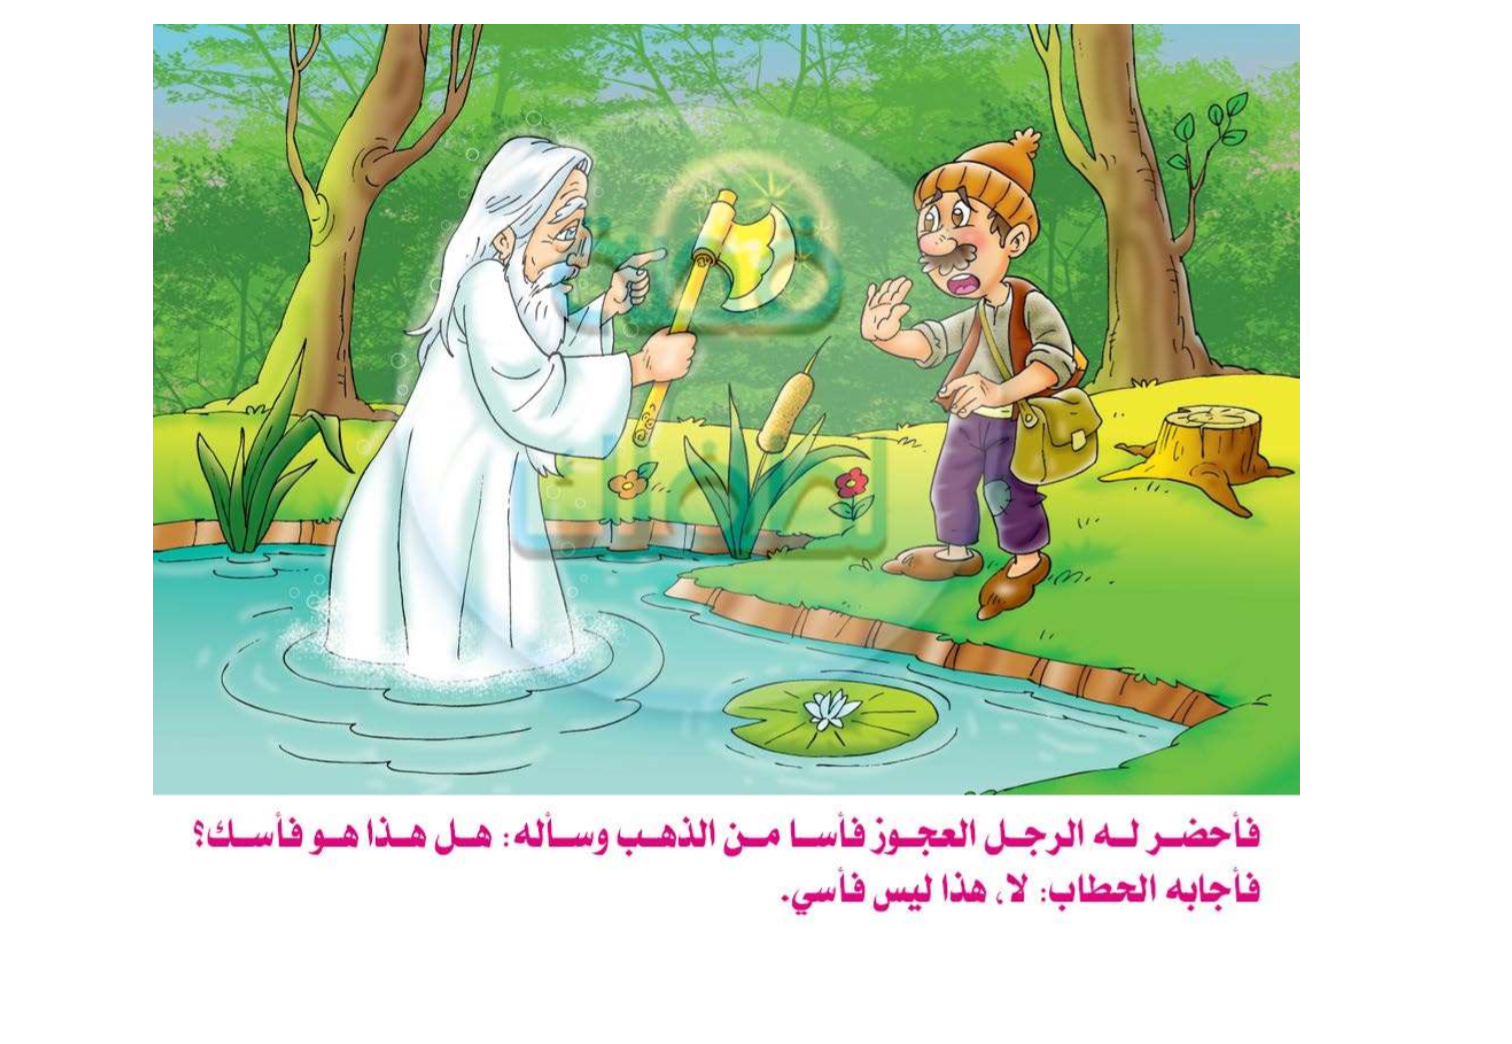 فأحضر له الرجل العجوز فأسا من الذهب وسأله: هل هذا هو فأسك؟
فأجابه الحطاب: لا، هذا ليس فأسي.